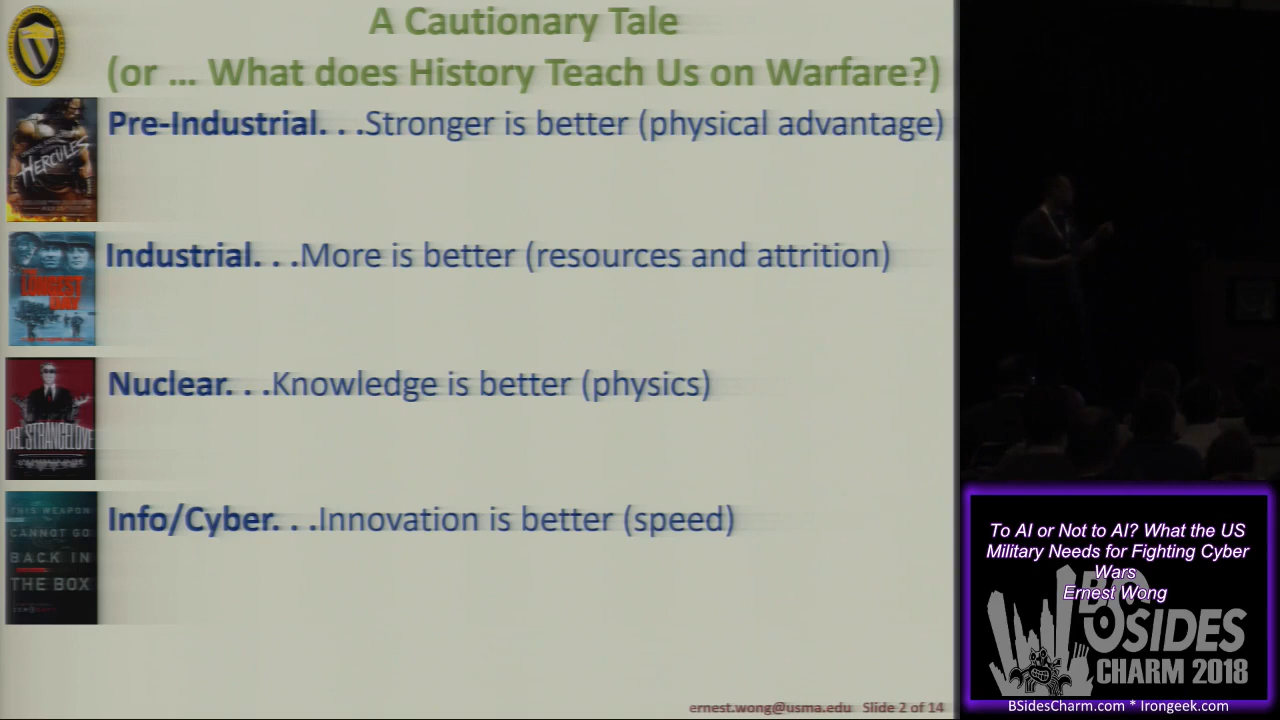 A Cautionary Tale
(or ... What does History Teach Us on Warfare?)
Pre-Industrial. . .Stronger is better (physical advantage)
HERCULES
Industrial. . .More is better (resources and attrition)
THE
LONGEST
DAY
Nuclear. . .Knowledge is better (physics)
DR. STRANGELOVE
Info/Cyber. . .Innovation is better (speed)
THIS WEAPON
CANNOT GO
BACK IN
THE BOX
ernest.wong@usma.edu Slide 2 of 14
To AI or Not to AI? What the US
Military Needs for Fighting Cyber
Wars
Ernest Wong
BSIDES
CHARM 2018
BSidesCharm.com * Irongeek.com